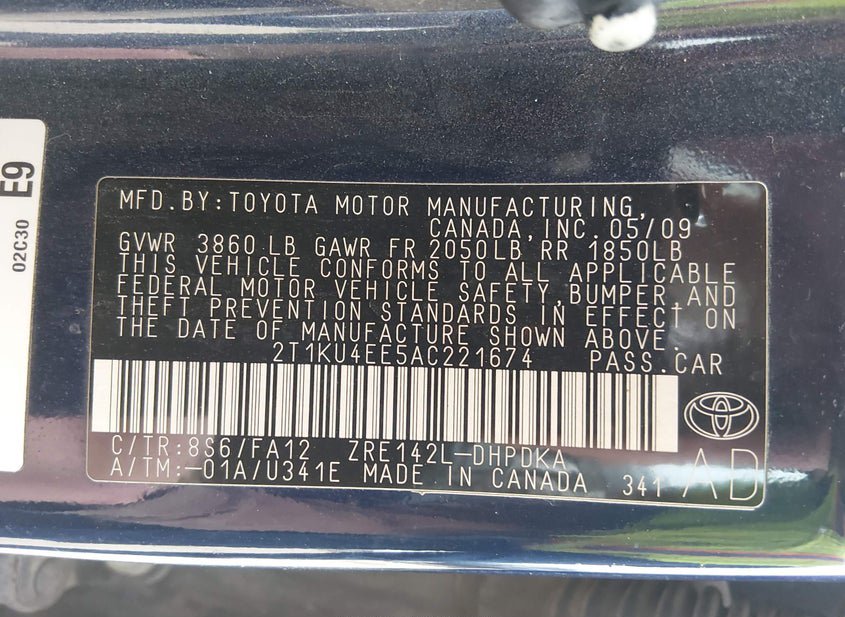 E9
02C30
MFD.BY:TOYOTA MOTOR MANUFACTURING,
CANADA,INC. 05/09
GVWR 3860 LB GAWR FR 2050LB RR 1850LB
THIS VEHICLE CONFORMS TO ALL APPLICABLE
FEDERAL MOTOR VEHICLE SAFETY,BUMPER,AND
THEFT PREVENTION STANDARDS IN EFFECT ON
THE DATE OF MANUFACTURE SHOWN ABOVE.
2T1KU4EE5AC221674 PASS.CAR
C/TR:8S6/FA12 ZRE142L-DHPDKA
A/TM:-01A/U341E MADE IN CANADA 341 AD